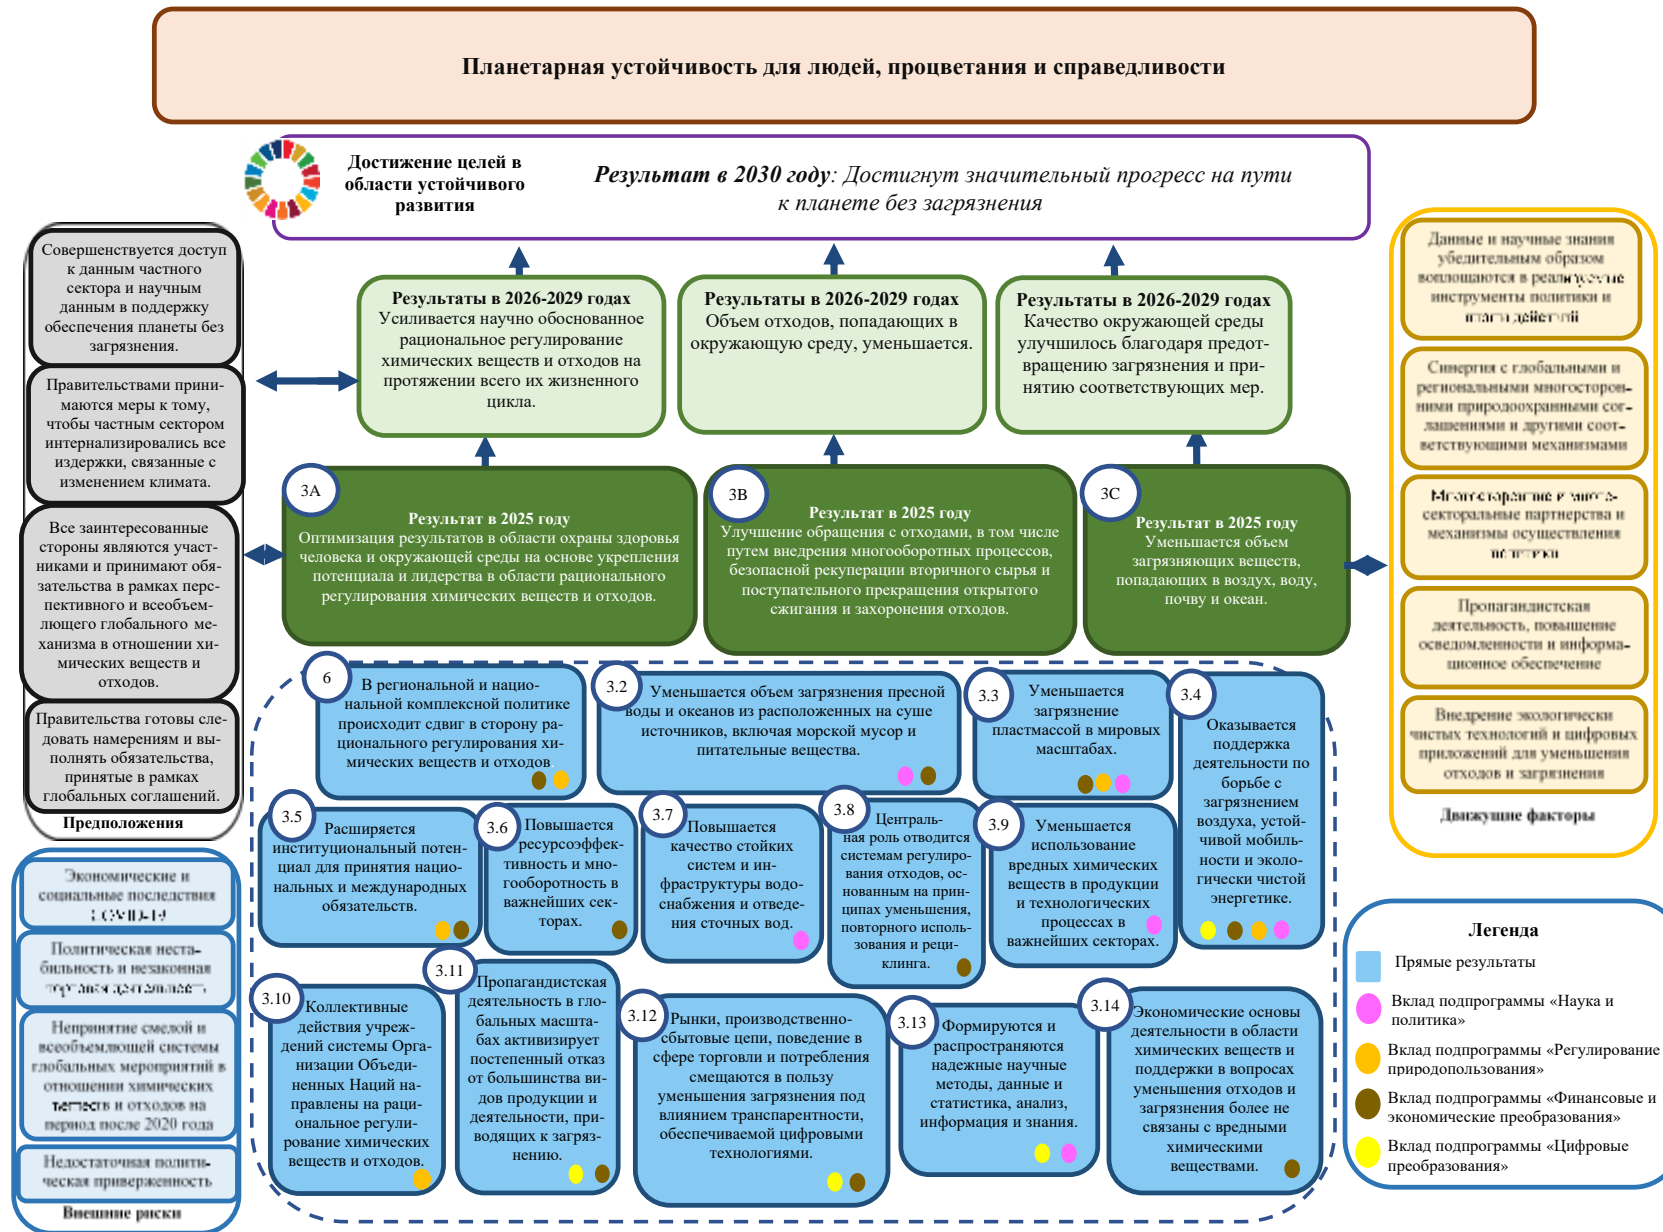 Планетарная устойчивость для людей, процветания и справедливости
Достижение целей в
области устойчивого
развития
Результат в 2030 году: Достигнут значительный прогресс на пути
к планете без загрязнения
Совершенствуется доступ
к данным частного
сектора и научным
данным в поддержку
обеспечения планеты без
загрязнения.
Правительствами прини-
маются меры к тому,
чтобы частным сектором
интернализировались все
издержки, связанные с
изменением климата.
Все заинтересованные
стороны являются участ-
никами и принимают обя-
зательства в рамках перс-
пективного и всеобъем-
лющего глобального ме-
ханизма в отношении хи-
мических веществ и
отходов.
Правительства готовы сле-
довать намерениям и вы-
полнять обязательства,
принятые в рамках
глобальных соглашений.
Предположения
Результаты в 2026-2029 годах
Усиливается научно обоснованное
рациональное регулирование
химических веществ и отходов на
протяжении всего их жизненного
цикла.
Результаты в 2026-2029 годах
Объем отходов, попадающих в
окружающую среду, уменьшается.
Результаты в 2026-2029 годах
Качество окружающей среды
улучшилось благодаря предот-
вращению загрязнения и при-
нятию соответствующих мер.
3A
Результат в 2025 году
Оптимизация результатов в области охраны здоровья
человека и окружающей среды на основе укрепления
потенциала и лидерства в области рационального
регулирования химических веществ и отходов.
3B
Результат в 2025 году
Улучшение обращения с отходами, в том числе
путем внедрения многооборотных процессов,
безопасной рекуперации вторичного сырья и
поступательного прекращения открытого
сжигания и захоронения отходов.
3C
Результат в 2025 году
Уменьшается объем
загрязняющих веществ,
попадающих в воздух, воду,
почву и океан.
Данные и научные знания
убедительным образом
воплощаются в
инструменты политики и
действий
Синергия с глобальными и
региональными многосторон-
ними природоохранными сог-
лашениями и другими соот-
ветствующими механизмами
секторальные партнерства и
механизмы осуществления
Пропагандистская
деятельность, повышение
осведомленности и информа-
ционное обеспечение
Внедрение экологически
чистых технологий и цифровых
приложений для уменьшения
отходов и загрязнения
Движущие факторы
6
В региональной и нацио-
нальной комплексной политике
происходит сдвиг в сторону ра-
ционального регулирования хи-
мических веществ и отходов.
3.2
Уменьшается объем загрязнения пресной
воды и океанов из расположенных на суше
источников, включая морской мусор и
питательные вещества.
3.3
Уменьшается
загрязнение
пластмассой в мировых
масштабах.
3.4
Оказывается
поддержка
деятельности по
борьбе с
загрязнением
воздуха, устой-
чивой мобиль-
ности и эколо-
гически чистой
энергетике.
3.5
Расширяется
институциональный потен-
циал для принятия нацио-
нальных и международных
обязательств.
3.6
Повышается
ресурсоэффек-
тивность и мно-
гооборотность в
важнейших сек-
торах.
3.7
Повышается
качество стойких
систем и ин-
фраструктуры водо-
снабжения и отведе-
ния сточных вод.
3.8
Централь-
ная роль отводится
системам регулиро-
вания отходов, ос-
нованным на прин-
ципах уменьшения,
повторного исполь-
зования и реци-
клинга.
3.9
Уменьшается
использование
вредных химических
веществ в продукции
и технологических
процессах в
важнейших секторах.
3.10
Коллективные
действия учреж-
дений системы Орга-
низации Объеди-
ненных Наций на-
правлены на раци-
ональное регули-
рование химических
веществ и отходов.
3.11
Пропагандистская
деятельность в гло-
бальных масшта-
бах активизирует
постепенный отказ
от большинства ви-
дов продукции и
деятельности, при-
водящих к загряз-
нению.
3.12
Рынки, производственно-
сбытовые цепи, поведение в
сфере торговли и потребления
смещаются в пользу
уменьшения загрязнения под
влиянием транспарентности,
обеспечиваемой цифровыми
технологиями.
3.13
Формируются и
распространяются
надежные научные
методы, данные и
статистика, анализ,
информация и знания.
3.14
Экономические основы
деятельности в области
химических веществ и
поддержки в вопросах
уменьшения отходов и
загрязнения более не
связаны с вредными
химическими
веществами.
Экономические и
социальные последствия
COVID-19
Политическая неста-
бильность и незаконная
торговая деятельность
Непринятие смелой и
всеобъемлющей системы
глобальных мероприятий в
отношении химических
веществ и отходов на
период после 2020 года
Недостаточная полити-
ческая приверженность
Внешние риски
Легенда
Прямые результаты
Вклад подпрограммы «Наука и
политика»
Вклад подпрограммы «Регулирование
природопользования»
Вклад подпрограммы «Финансовые и
экономические преобразования»
Вклад подпрограммы «Цифровые
преобразования»